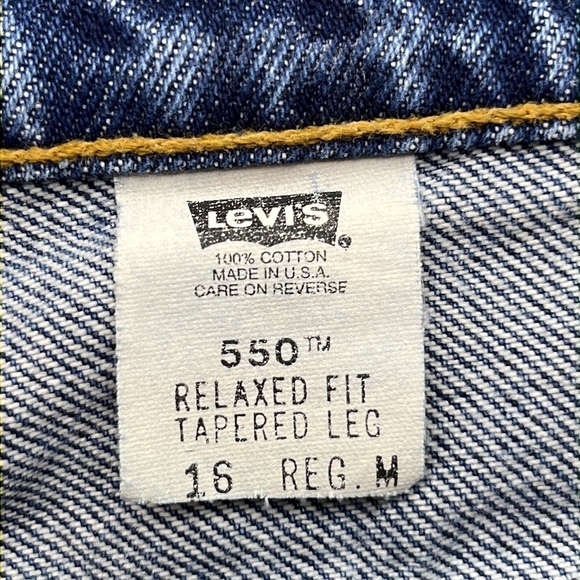 Levi's
100% COTTON
MADE IN U.S.A.
CARE ON REVERSE
550™
RELAXED FIT
TAPERED LEG
16 REG. M